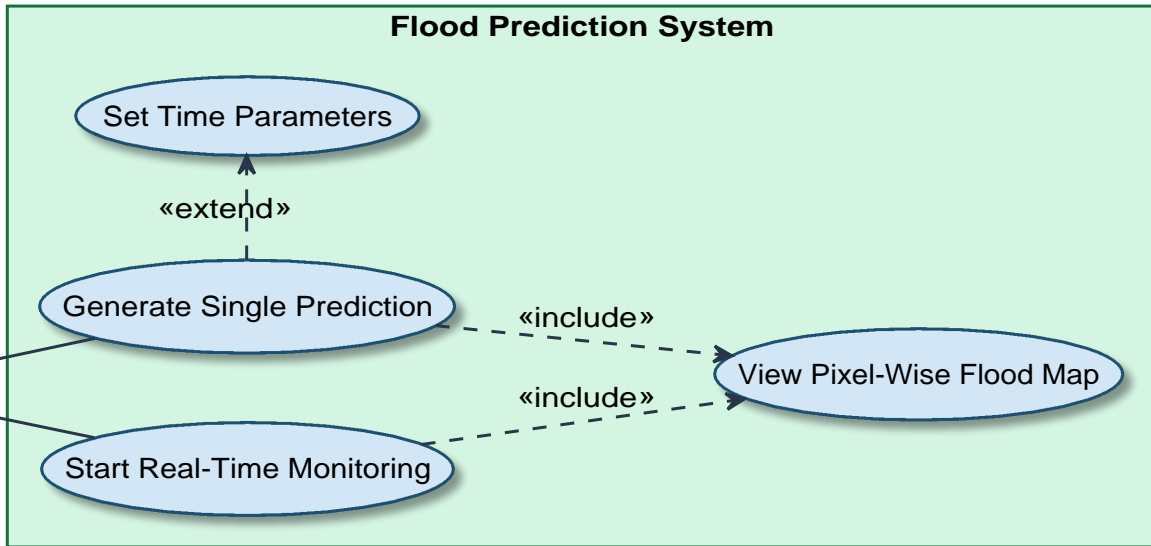 Flood Prediction System
Set Time Parameters
«extend»
Generate Single Prediction
«include»
View Pixel-Wise Flood Map
«include»
Start Real-Time Monitoring